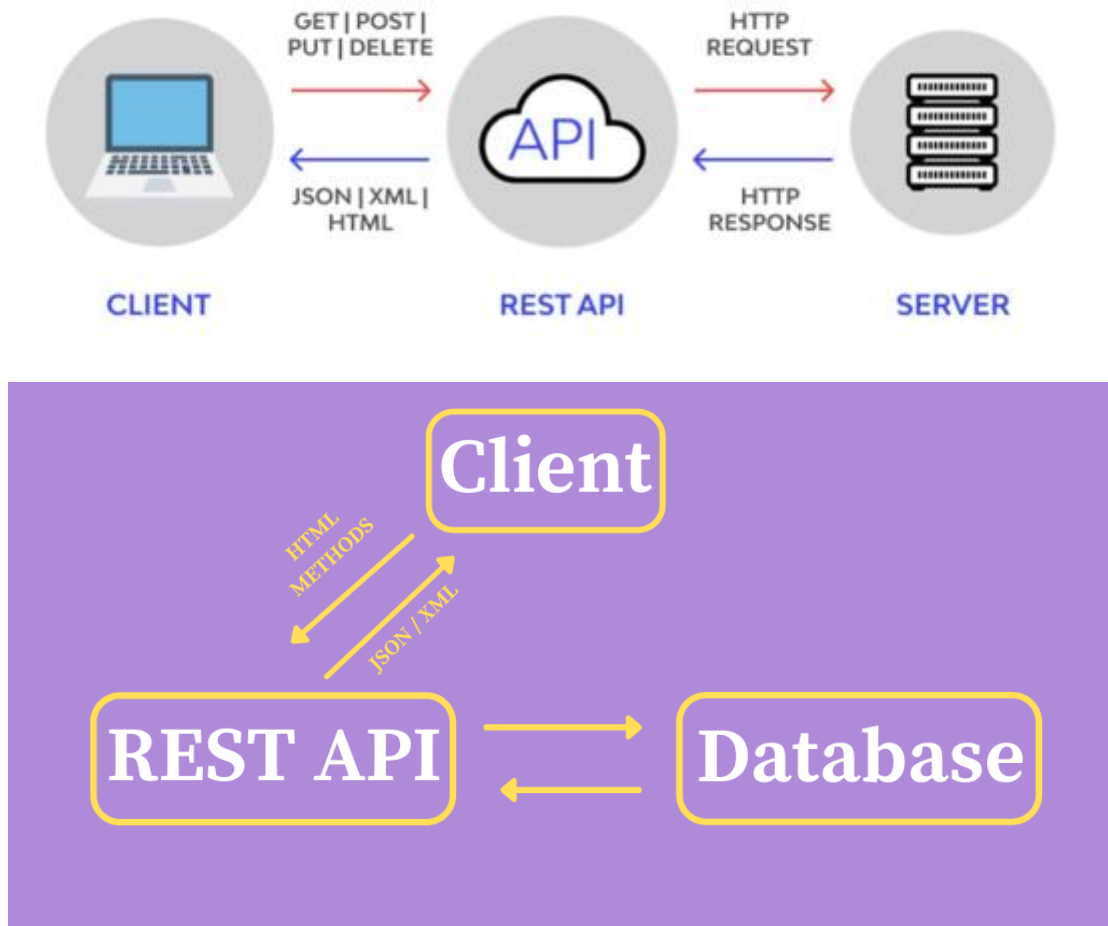 GET | POST |
PUT | DELETE
HTTP
REQUEST
API
JSON | XML |
HTML
HTTP
RESPONSE
CLIENT
REST API
SERVER
Client
HTML
METHODS
JSON / XML
REST API
Database